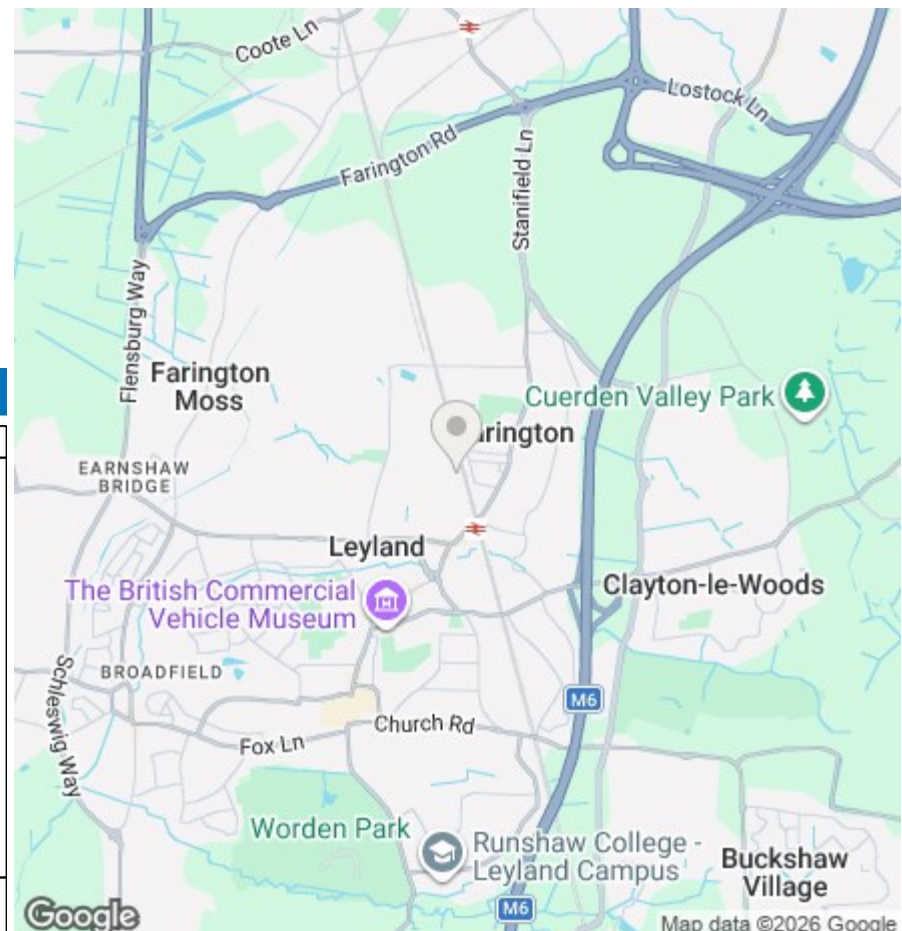 Coote Ln
Lostock Ln
Farington Rd
Stanifield Ln
Flensburg Way
Farington
Moss
Cuerden Valley Park
arington
EARNSHAW
BRIDGE
Leyland
The British Commercial
Vehicle Museum
Clayton-le-Woods
BROADFIELD
Schleswig Way
M6
Church Rd
Fox Ln
Worden Park
Runshaw College -
Leyland Campus
Buckshaw
Village
M6
Google
Map data ©2026 Google